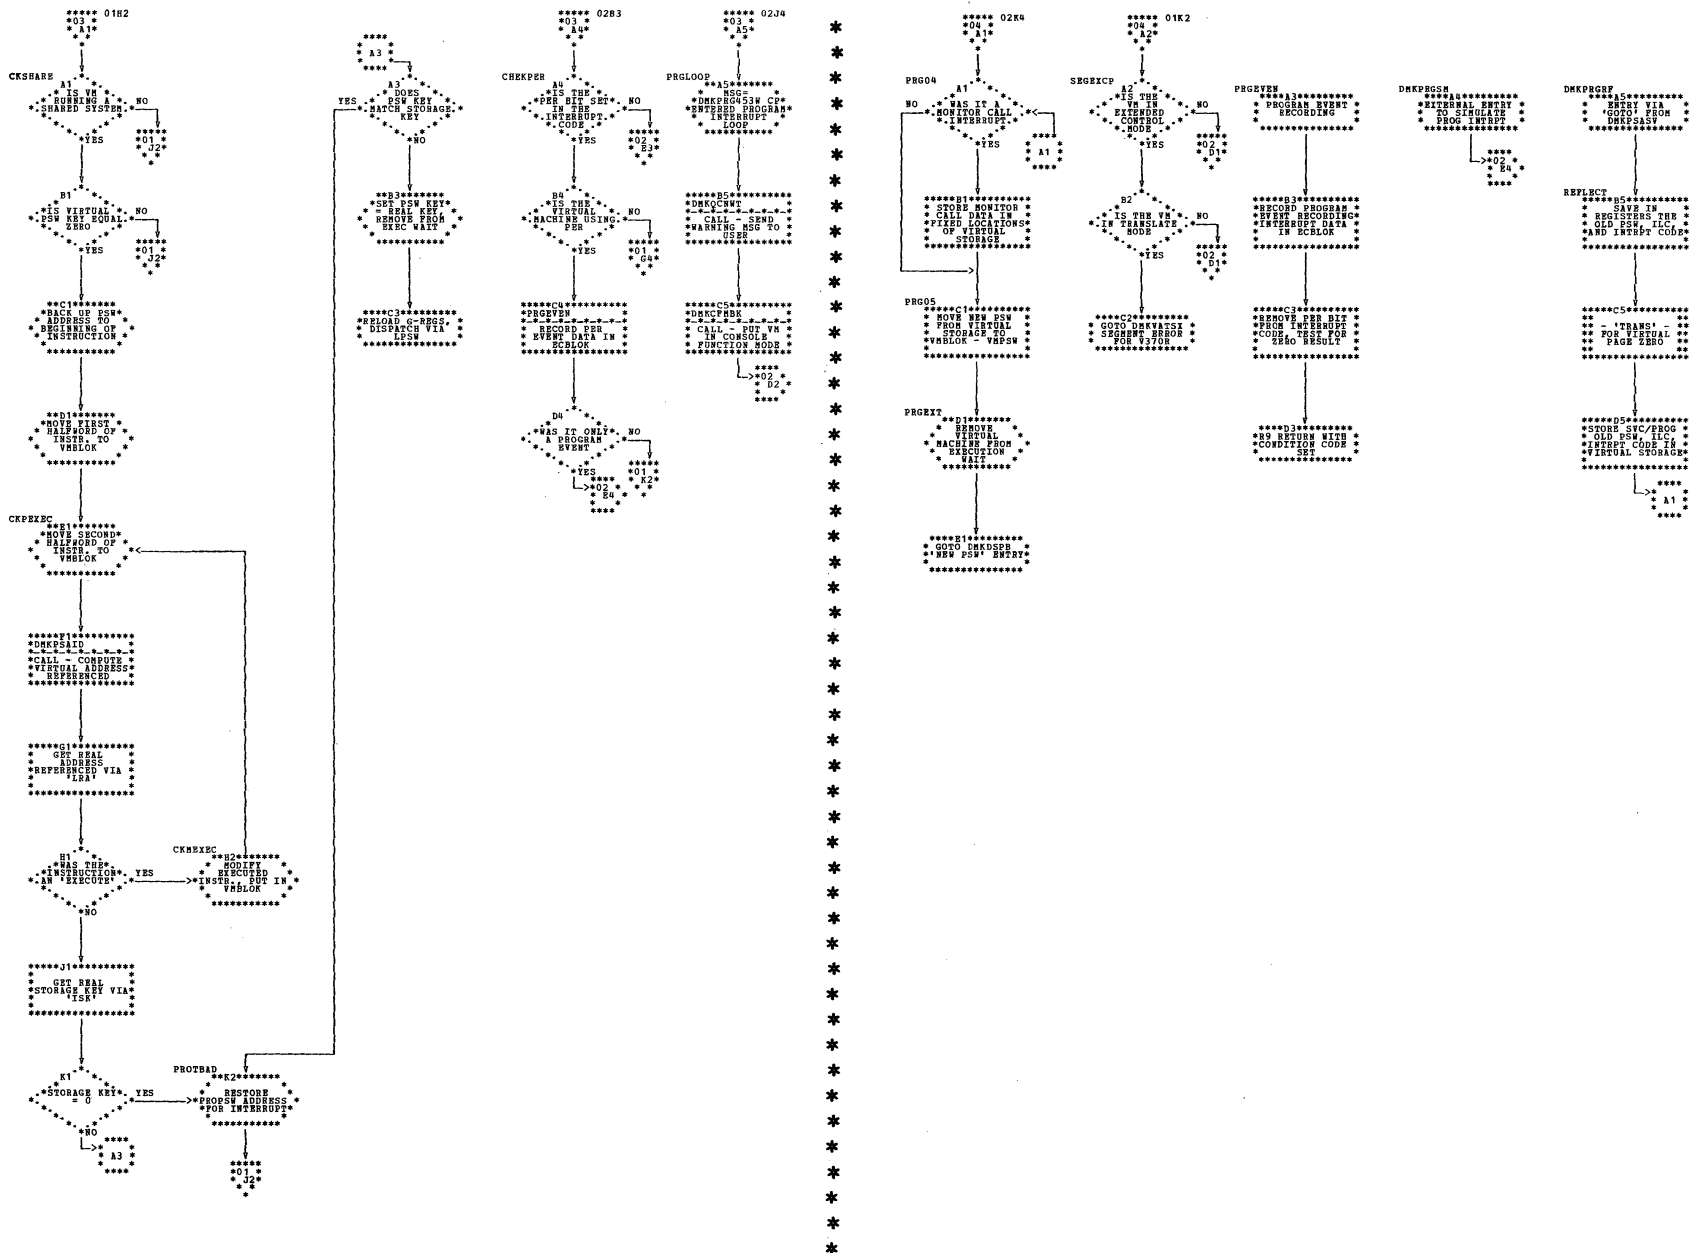 01H2
03
A1
CKSHARE
A1
IS VM
RUNNING A
SHARED SYSTEM
NO
YES
01
J2
B1
IS VIRTUAL
PSW KEY EQUAL
ZERO
NO
YES
01
J2
C1
BACK UP PSW
ADDRESS TO
BEGINNING OF
INSTRUCTION
D1
MOVE FIRST
HALFWORD OF
INSTR. TO
VMBLOK
CKPEXEC
E1
MOVE SECOND
HALFWORD OF
INSTR. TO
VMBLOK
F1
DMKPSAID
CALL - COMPUTE
VIRTUAL ADDRESS
REFERENCED
G1
GET REAL
ADDRESS
REFERENCED VIA
'LRA'
H1
WAS THE
INSTRUCTION
AN 'EXECUTE'
YES
NO
CKMEXEC
H2
MODIFY
EXECUTED
INSTR., PUT IN
VMBLOK
J1
GET REAL
STORAGE KEY VIA
'ISK'
K1
STORAGE KEY
= 0
YES
NO
A3
PROTBAD
K2
RESTORE
PROPSW ADDRESS
FOR INTERRUPT
01
J2
A3
A3
DOES
PSW KEY
MATCH STORAGE
KEY
YES
NO
B3
SET PSW KEY
= REAL KEY,
REMOVE FROM
EXEC WAIT
C3
RELOAD G-REGS,
DISPATCH VIA
LPSW
02B3
03
A4
CHEKPER
A4
IS THE
PER BIT SET
IN THE
INTERRUPT
CODE
NO
YES
02
E3
B4
IS THE
VIRTUAL
MACHINE USING
PER
NO
YES
01
G4
C4
PRGEVEN
RECORD PER
EVENT DATA IN
ECBLOK
D4
WAS IT ONLY
A PROGRAM
EVENT
NO
YES
01
K2
02
E4
02J4
03
A5
PRGLOOP
A5
MSG=
DMKPRG453W CP
ENTERED PROGRAM
INTERRUPT
LOOP
B5
DMKQCNWT
CALL - SEND
WARNING MSG TO
USER
C5
DMKCFMBK
CALL - PUT VM
IN CONSOLE
FUNCTION MODE
02
D2
02K4
04
A1
PRG04
A1
WAS IT A
MONITOR CALL
INTERRUPT
NO
YES
A1
B1
STORE MONITOR
CALL DATA IN
FIXED LOCATIONS
OF VIRTUAL
STORAGE
PRG05
C1
MOVE NEW PSW
FROM VIRTUAL
STORAGE TO
VMBLOK - VMPSW
PRGEXT
D1
REMOVE
VIRTUAL
MACHINE FROM
EXECUTION
WAIT
E1
GOTO DMKDSPB
'NEW PSW' ENTRY
01K2
04
A2
SEGEXCP
A2
IS THE
VM IN
EXTENDED
CONTROL
MODE
NO
YES
02
D1
B2
IS THE VM
IN TRANSLATE
MODE
NO
YES
02
D1
C2
GOTO DMKVATSX
SEGMENT ERROR
FOR V370R
PRGEVEN
A3
PROGRAM EVENT
RECORDING
B3
RECORD PROGRAM
EVENT RECORDING
INTERRUPT DATA
IN ECBLOK
C3
REMOVE PER BIT
FROM INTERRUPT
CODE, TEST FOR
ZERO RESULT
D3
R9 RETURN WITH
CONDITION CODE
SET
DMKPRGSM
A4
EXTERNAL ENTRY
TO SIMULATE
PROG INTRPT
02
E4
DMKPRGRF
A5
ENTRY VIA
'GOTO' FROM
DMKPSASV
REFLECT
B5
SAVE IN
REGISTERS THE
OLD PSW, ILC,
AND INTRPT CODE
C5
- 'TRANS' -
FOR VIRTUAL
PAGE ZERO
D5
STORE SVC/PROG
OLD PSW, ILC,
INTRPT CODE IN
VIRTUAL STORAGE
A1